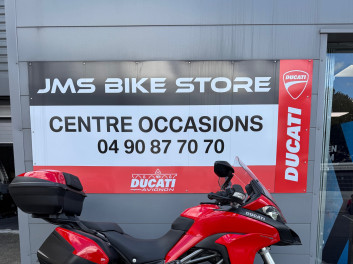 JMS BIKE STORE
DUCATI
CENTRE OCCASIONS
04 90 87 70 70
DUCATI
DUCATI
AVIGNON